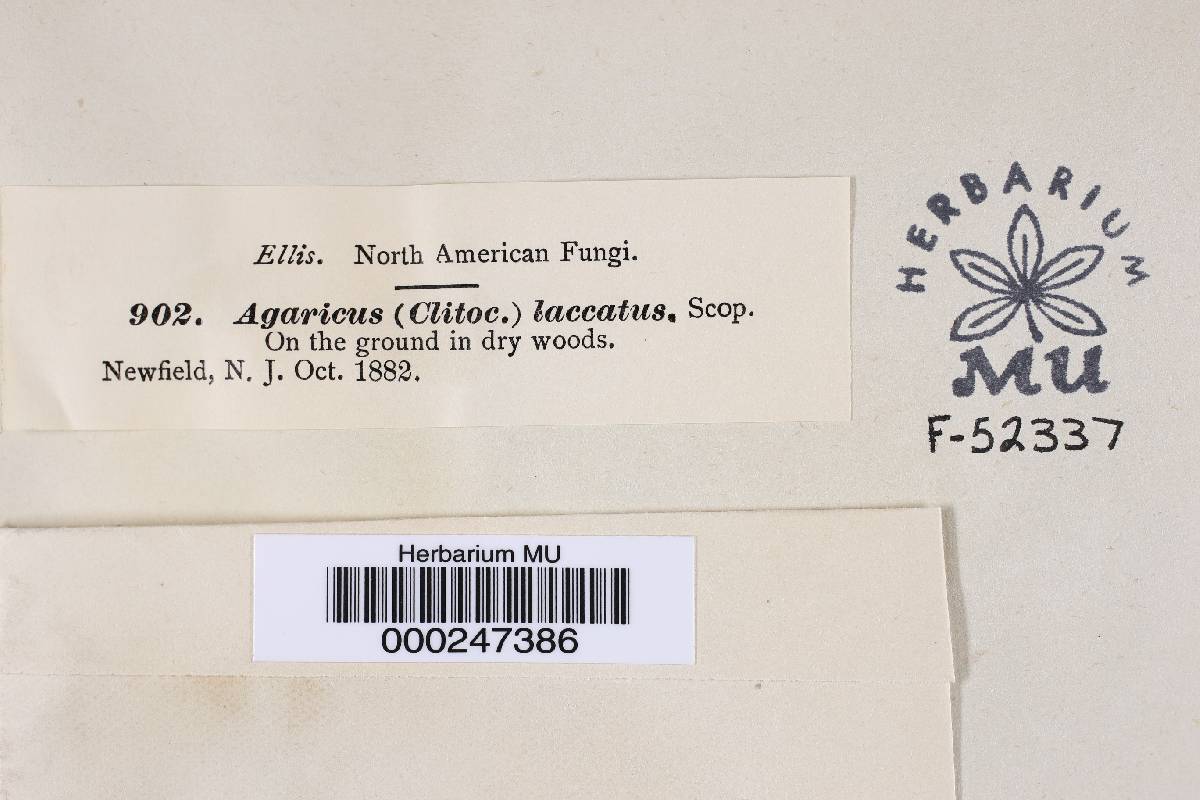 Ellis. North American Fungi.
902. Agaricus (Clitoc.) laccatus. Scop.
On the ground in dry woods.
Newfield, N. J. Oct. 1882.
HERBARIUM
MU
F-52337
Herbarium MU
000247386